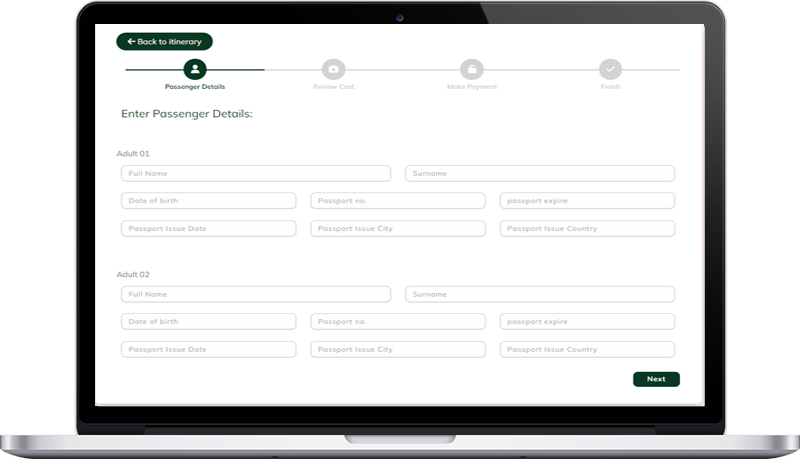 ← Back to itinerary
Passenger Details Review Cost Make Payment Finish
Enter Passenger Details:
Adult 01
Full Name Surname
Date of birth Passport no. passport expire
Passport Issue Date Passport Issue City Passport Issue Country
Adult 02
Full Name Surname
Date of birth Passport no. passport expire
Passport Issue Date Passport Issue City Passport Issue Country
Next